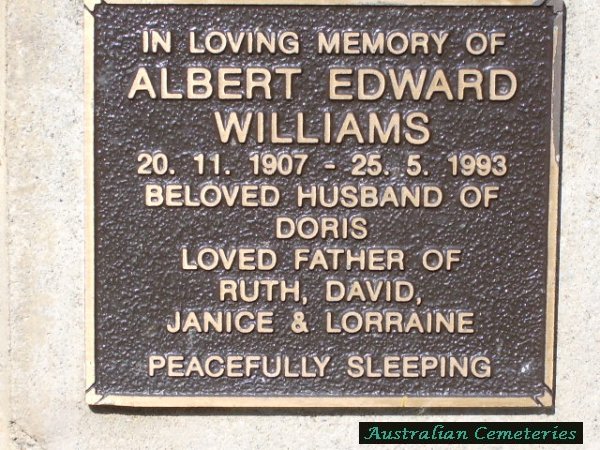 IN LOVING MEMORY OF
ALBERT EDWARD
WILLIAMS
20. 11. 1907 - 25. 5. 1993
BELOVED HUSBAND OF
DORIS
LOVED FATHER OF
RUTH, DAVID,
JANICE & LORRAINE
PEACEFULLY SLEEPING
Australian Cemeteries